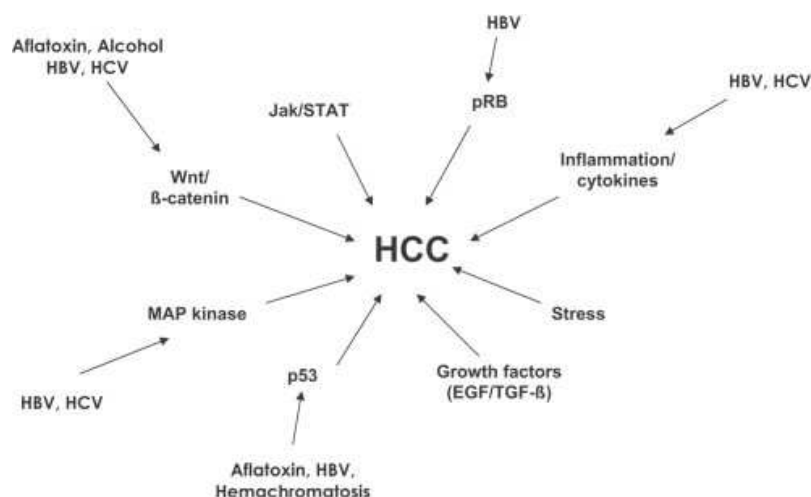 HBV
Aflatoxin, Alcohol
HBV, HCV
HBV, HCV
Jak/STAT
pRB
Inflammation/
cytokines
Wnt/
ß-catenin
HCC
MAP kinase
Stress
p53
Growth factors
(EGF/TGF-ß)
HBV, HCV
Aflatoxin, HBV,
Hemachromatosis